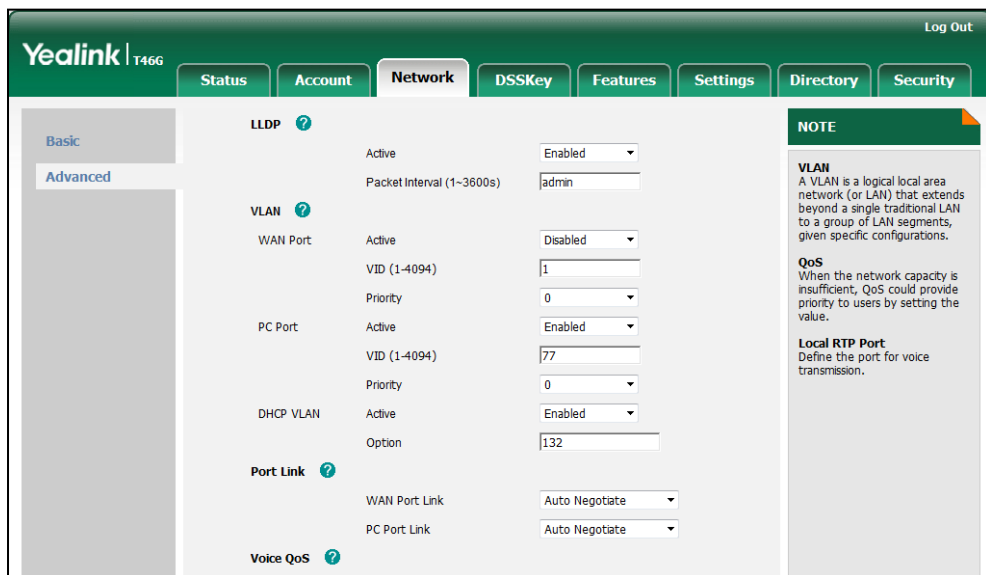 Log Out
Yealink | T46G
Status Account Network DSSKey Features Settings Directory Security
Basic
Advanced
LLDP ?
Active Enabled
Packet Interval (1~3600s) admin
VLAN ?
WAN Port Active Disabled
VID (1-4094) 1
Priority 0
PC Port Active Enabled
VID (1-4094) 77
Priority 0
DHCP VLAN Active Enabled
Option 132
Port Link ?
WAN Port Link Auto Negotiate
PC Port Link Auto Negotiate
Voice QoS ?
NOTE
VLAN
A VLAN is a logical local area
network (or LAN) that extends
beyond a single traditional LAN
to a group of LAN segments,
given specific configurations.
QoS
When the network capacity is
insufficient, QoS could provide
priority to users by setting the
value.
Local RTP Port
Define the port for voice
transmission.